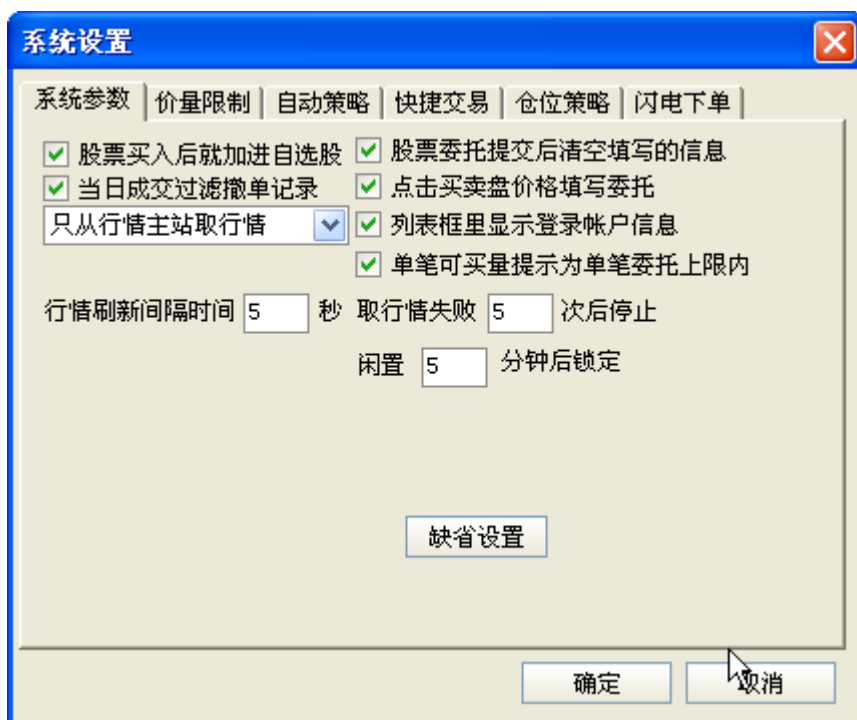 系统设置
系统参数 价量限制 自动策略 快捷交易 仓位策略 闪电下单
股票买入后就加进自选股 股票委托提交后清空填写的信息
当日成交过滤撤单记录 点击买卖盘价格填写委托
只从行情主站取行情 列表框里显示登录帐户信息
单笔可买量提示为单笔委托上限内
行情刷新间隔时间 5 秒 取行情失败 5 次后停止
闲置 5 分钟后锁定
缺省设置
确定 取消